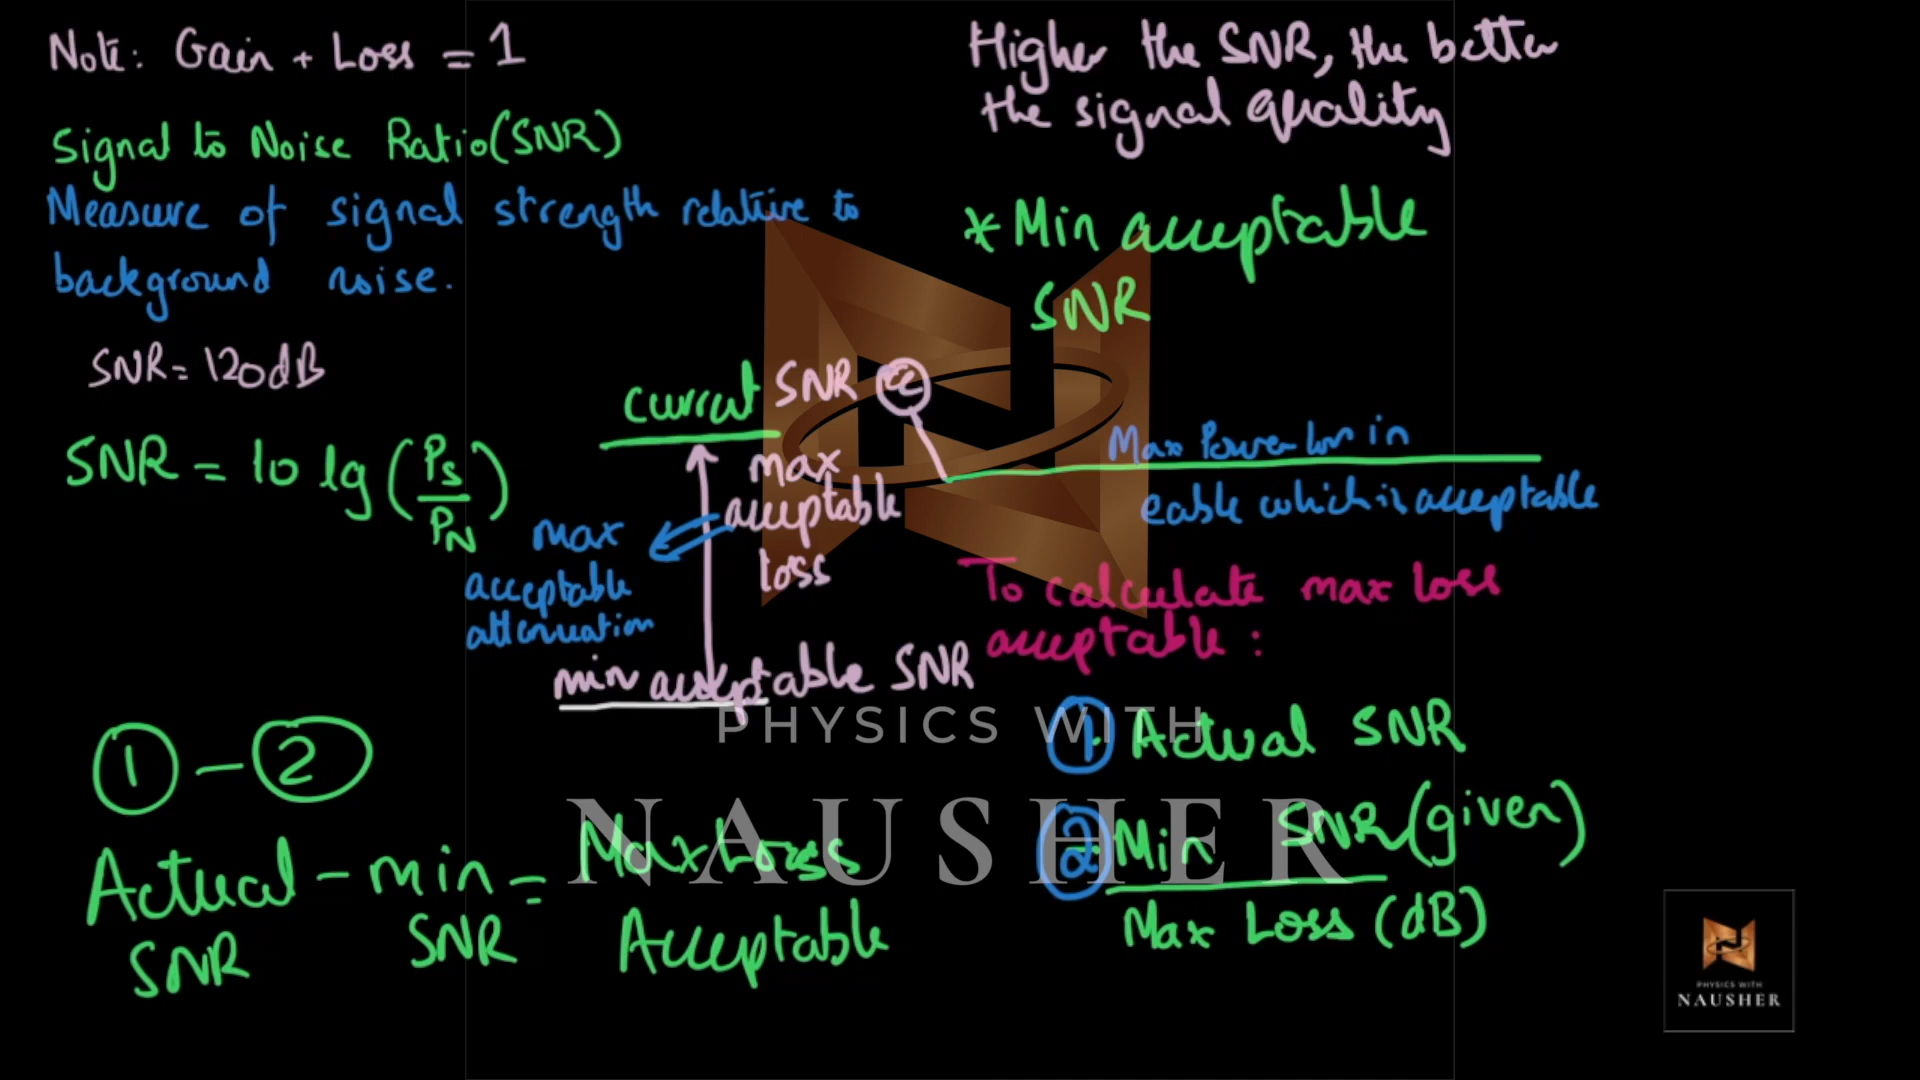 Note: Gain + Loss = 1
Signal to Noise Ratio (SNR)
Measure of signal strength relative to
background noise.
SNR = 120dB
SNR = 10 lg (Ps/PN)
Higher the SNR, the better
the signal quality
* Min acceptable
SNR
current SNR
max
acceptable
loss
max
acceptable
attenuation
min acceptable SNR
Max Power loss in
cable which is acceptable
To calculate max loss
acceptable :
1 Actual SNR
2 Min SNR (given)
Max Loss (dB)
1 - 2
Actual - min = Max Loss
SNR SNR Acceptable
PHYSICS WITH
NAUSHER
PHYSICS WITH
NAUSHER